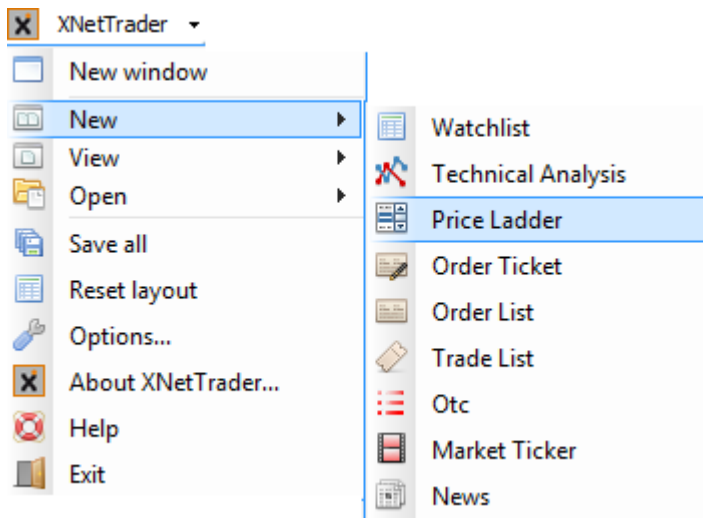 XNetTrader
New window
New
View
Open
Save all
Reset layout
Options...
About XNetTrader...
Help
Exit
Watchlist
Technical Analysis
Price Ladder
Order Ticket
Order List
Trade List
Otc
Market Ticker
News